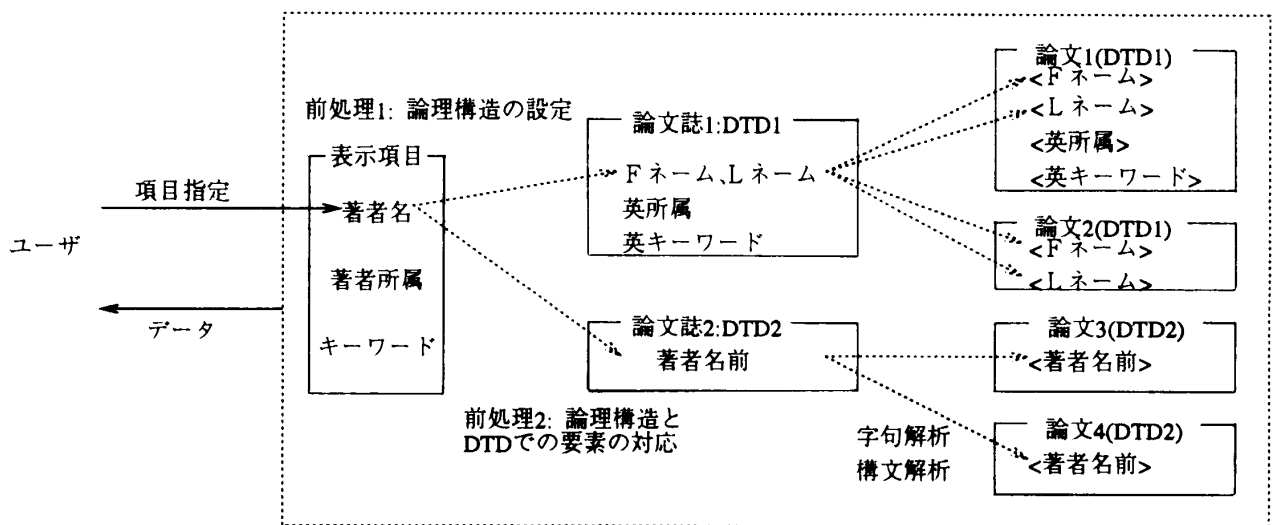 ユーザ
項目指定
データ
前処理1: 論理構造の設定
表示項目
著者名
著者所属
キーワード
前処理2: 論理構造と
DTDでの要素の対応
論文誌1:DTD1
Fネーム、Lネーム
英所属
英キーワード
論文誌2:DTD2
著者名前
字句解析
構文解析
論文1(DTD1)
<Fネーム>
<Lネーム>
<英所属>
<英キーワード>
論文2(DTD1)
<Fネーム>
<Lネーム>
論文3(DTD2)
<著者名前>
論文4(DTD2)
<著者名前>